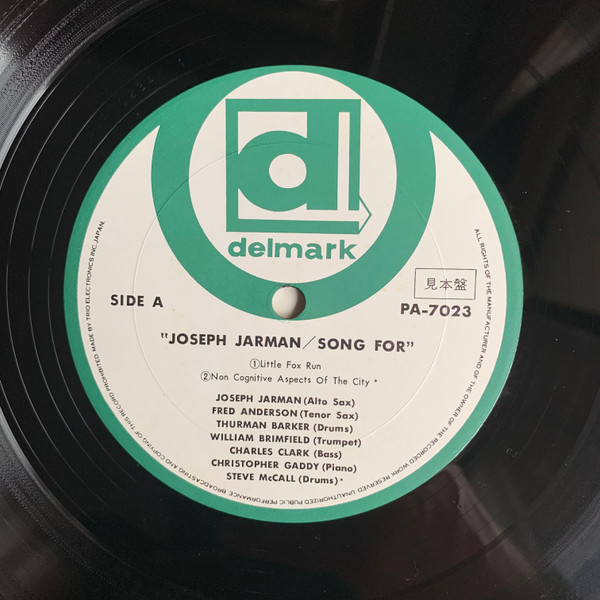 d
delmark
SIDE A
見本盤
PA-7023
"JOSEPH JARMAN/SONG FOR"
①Little Fox Run
②Non Cognitive Aspects Of The City *
JOSEPH JARMAN (Alto Sax)
FRED ANDERSON (Tenor Sax)
THURMAN BARKER (Drums)
WILLIAM BRIMFIELD (Trumpet)
CHARLES CLARK (Bass)
CHRISTOPHER GADDY (Piano)
STEVE McCALL (Drums) *
ALL RIGHTS OF THE MANUFACTURER AND OF THE OWNER OF THE RECORDED WORK RESERVED. UNAUTHORIZED PUBLIC PERFORMANCE, BROADCASTING AND COPYING OF THIS RECORD PROHIBITED. MADE BY TRIO ELECTRONICS INC. JAPAN.